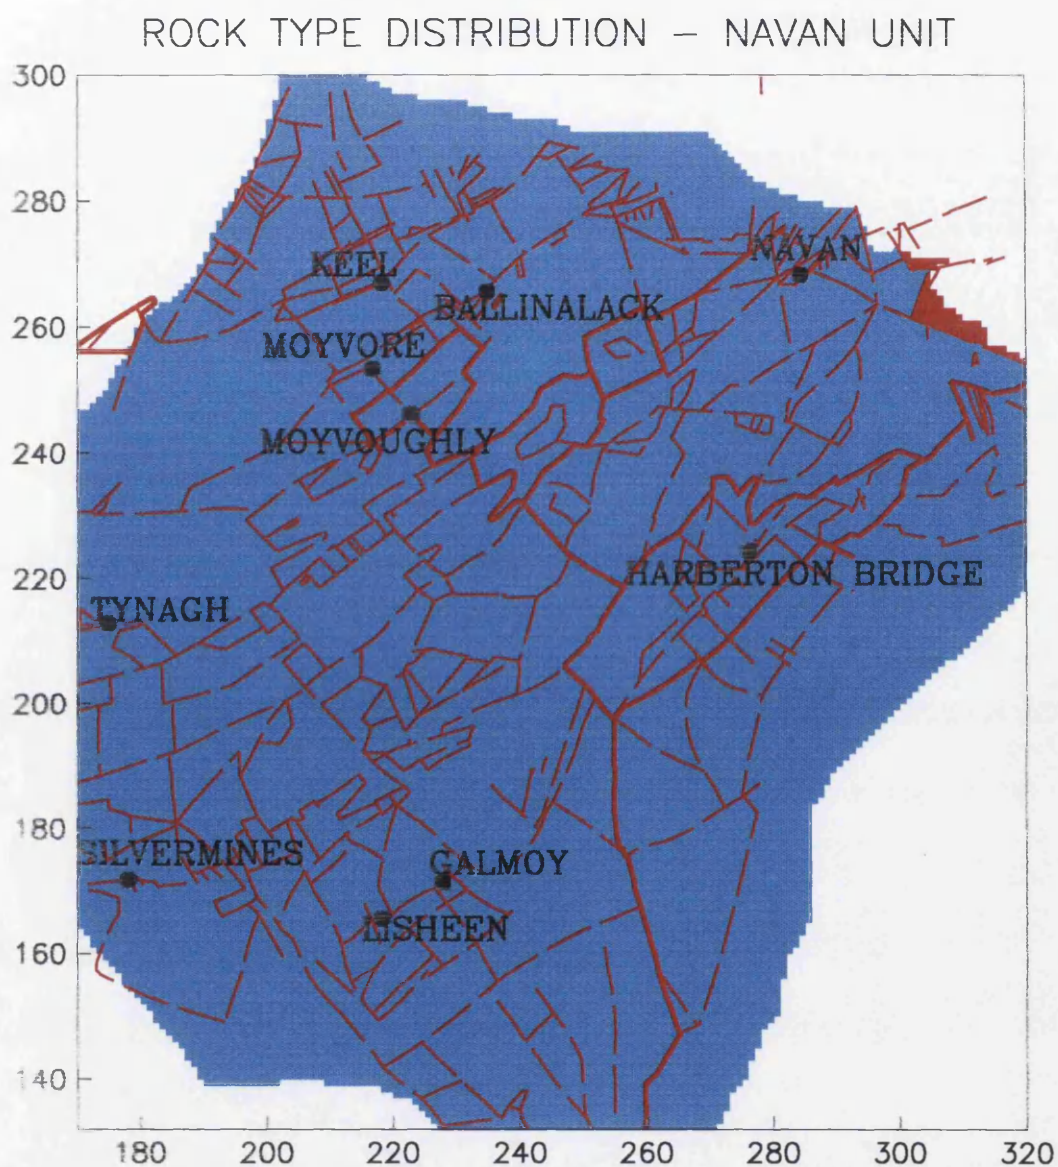 ROCK TYPE DISTRIBUTION – NAVAN UNIT
300
280
NAVAN
KEEL
BALLINALACK
260
MOYVORE
MOYVOUGHLY
240
220
HARBERTON BRIDGE
TYNAGH
200
180
SILVERMINES
GALMOY
LISHEEN
160
140
180 200 220 240 260 280 300 320